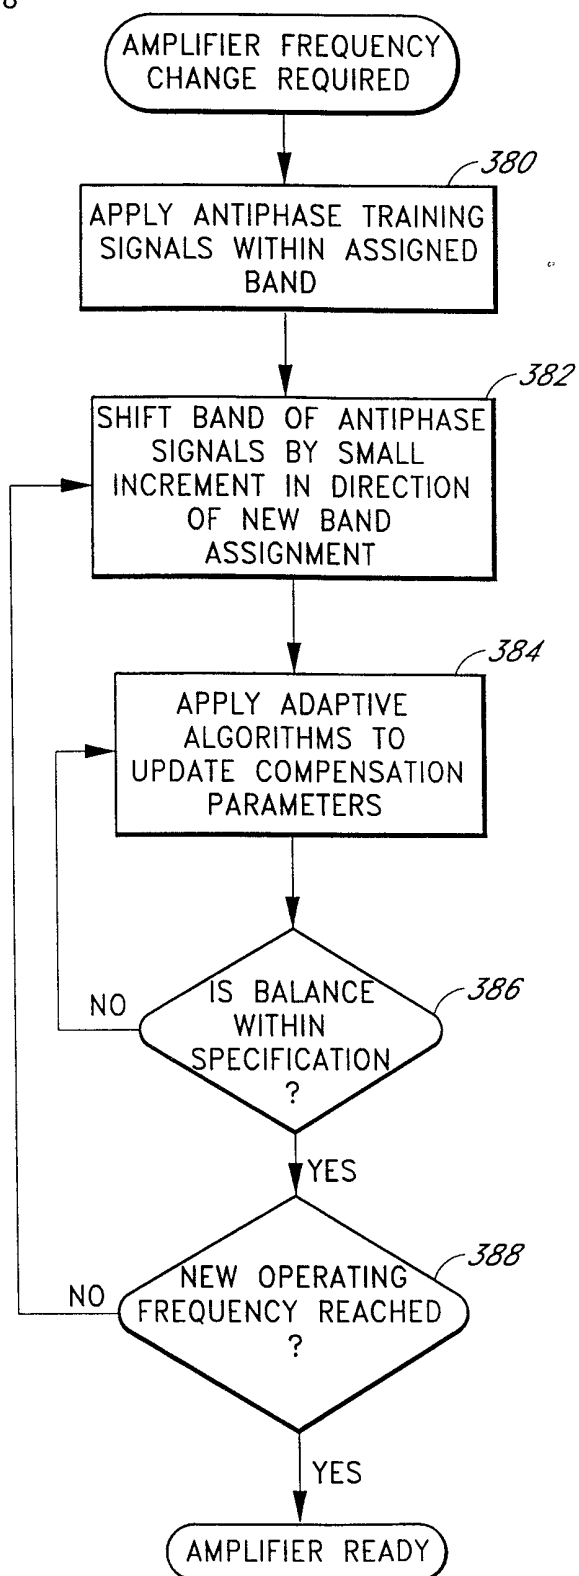 AMPLIFIER FREQUENCY
CHANGE REQUIRED
380
APPLY ANTIPHASE TRAINING
SIGNALS WITHIN ASSIGNED
BAND
382
SHIFT BAND OF ANTIPHASE
SIGNALS BY SMALL
INCREMENT IN DIRECTION
OF NEW BAND
ASSIGNMENT
384
APPLY ADAPTIVE
ALGORITHMS TO
UPDATE COMPENSATION
PARAMETERS
386
IS BALANCE
WITHIN
SPECIFICATION
?
NO
YES
388
NEW OPERATING
FREQUENCY REACHED
?
NO
YES
AMPLIFIER READY